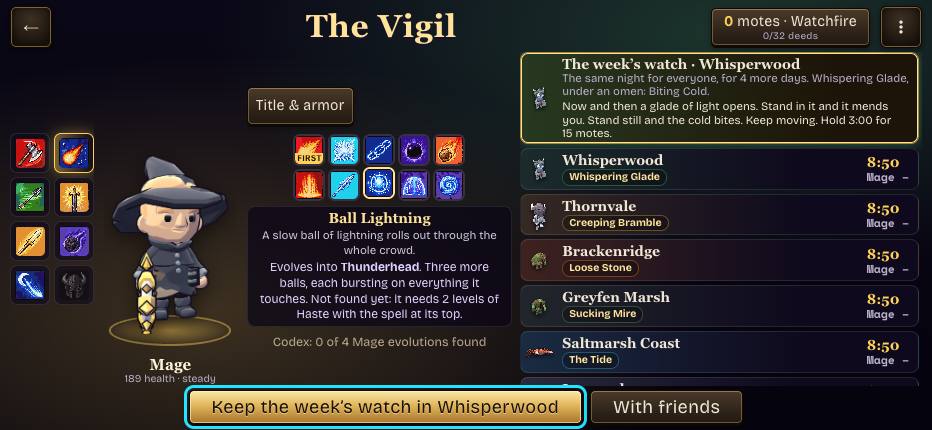 ←
The Vigil
0 motes · Watchfire
0/32 deeds
Title & armor
FIRST
Ball Lightning
A slow ball of lightning rolls out through the
whole crowd.
Evolves into Thunderhead. Three more
balls, each bursting on everything it
touches. Not found yet: it needs 2 levels of
Haste with the spell at its top.
Codex: 0 of 4 Mage evolutions found
Mage
189 health · steady
The week's watch · Whisperwood
The same night for everyone, for 4 more days. Whispering Glade,
under an omen: Biting Cold.
Now and then a glade of light opens. Stand in it and it mends
you. Stand still and the cold bites. Keep moving. Hold 3:00 for
15 motes.
Whisperwood
Whispering Glade
8:50
Mage –
Thornvale
Creeping Bramble
8:50
Mage –
Brackenridge
Loose Stone
8:50
Mage –
Greyfen Marsh
Sucking Mire
8:50
Mage –
Saltmarsh Coast
The Tide
8:50
Mage –
Keep the week's watch in Whisperwood
With friends